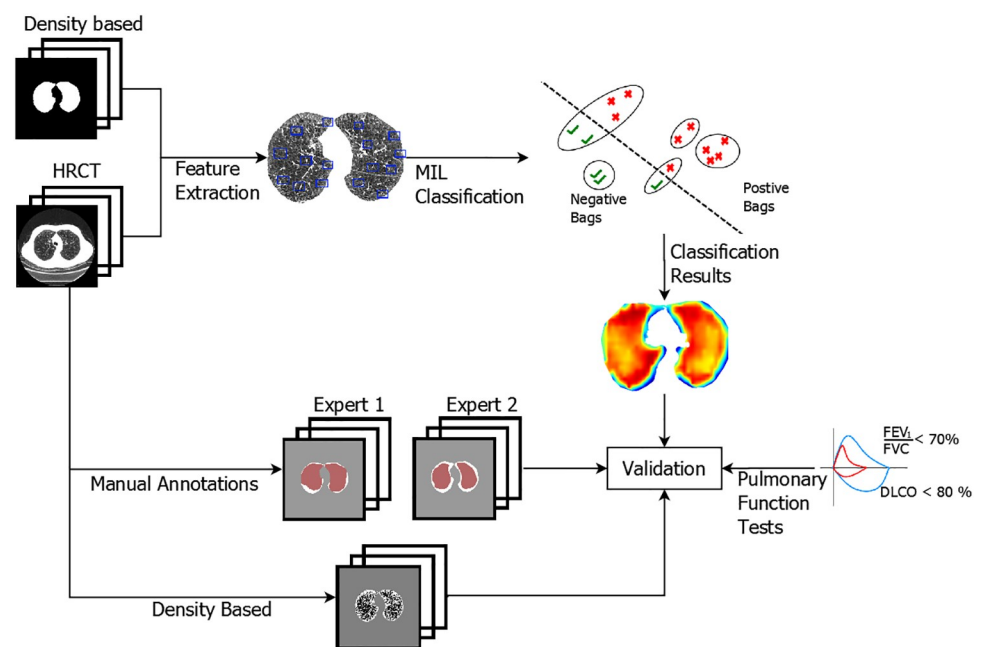 Density based
HRCT
Feature
Extraction
MIL
Classification
Negative
Bags
Postive
Bags
Classification
Results
Expert 1
Expert 2
Manual Annotations
Validation
FEV₁
FVC
< 70%
DLCO < 80 %
Pulmonary
Function
Tests
Density Based